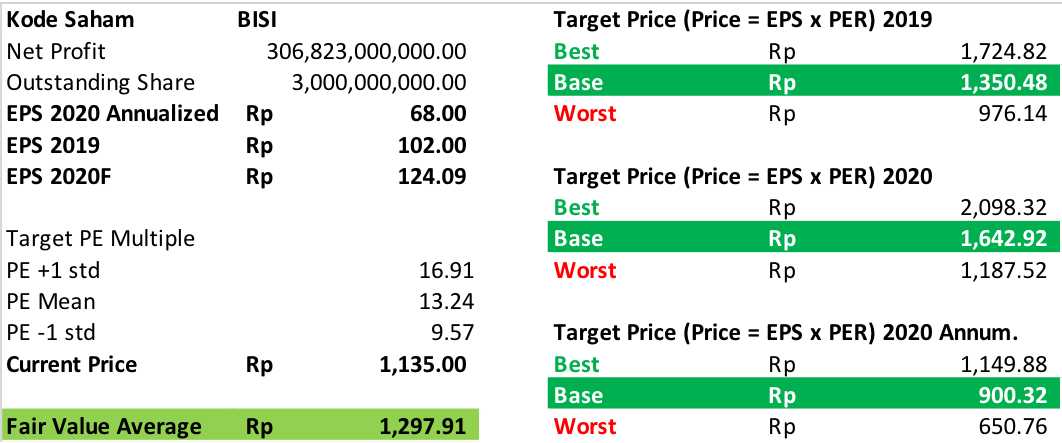 Kode Saham BISI
Net Profit 306,823,000,000.00
Outstanding Share 3,000,000,000.00
EPS 2020 Annualized Rp 68.00
EPS 2019 Rp 102.00
EPS 2020F Rp 124.09
Target PE Multiple
PE +1 std 16.91
PE Mean 13.24
PE -1 std 9.57
Current Price Rp 1,135.00
Fair Value Average Rp 1,297.91
Target Price (Price = EPS x PER) 2019
Best Rp 1,724.82
Base Rp 1,350.48
Worst Rp 976.14
Target Price (Price = EPS x PER) 2020
Best Rp 2,098.32
Base Rp 1,642.92
Worst Rp 1,187.52
Target Price (Price = EPS x PER) 2020 Annum.
Best Rp 1,149.88
Base Rp 900.32
Worst Rp 650.76